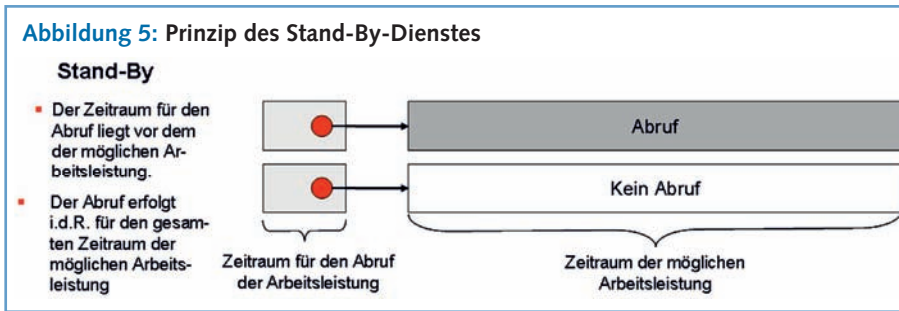 Abbildung 5: Prinzip des Stand-By-Dienstes
Stand-By
▪ Der Zeitraum für den
Abruf liegt vor dem
der möglichen Ar-
beitsleistung.
▪ Der Abruf erfolgt
i.d.R. für den gesam-
ten Zeitraum der
möglichen Arbeits-
leistung
Abruf
Kein Abruf
Zeitraum für den Abruf
der Arbeitsleistung
Zeitraum der möglichen
Arbeitsleistung